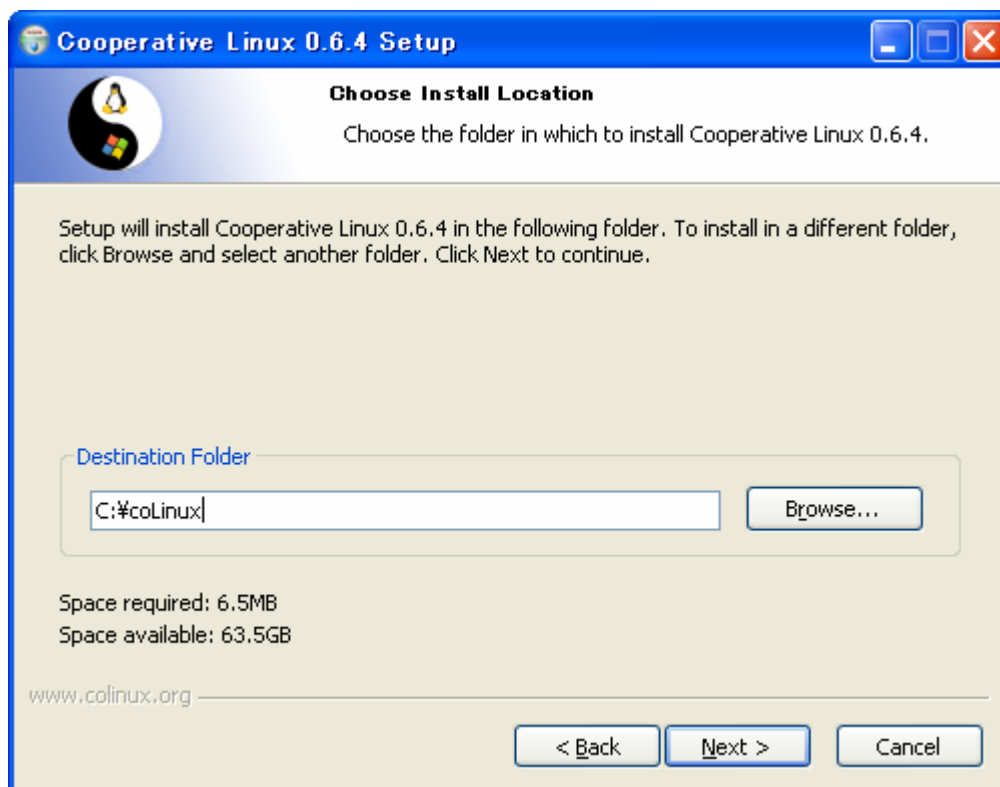 Cooperative Linux 0.6.4 Setup
Choose Install Location
Choose the folder in which to install Cooperative Linux 0.6.4.
Setup will install Cooperative Linux 0.6.4 in the following folder. To install in a different folder,
click Browse and select another folder. Click Next to continue.
Destination Folder
C:¥coLinux
Browse...
Space required: 6.5MB
Space available: 63.5GB
www.colinux.org
< Back
Next >
Cancel